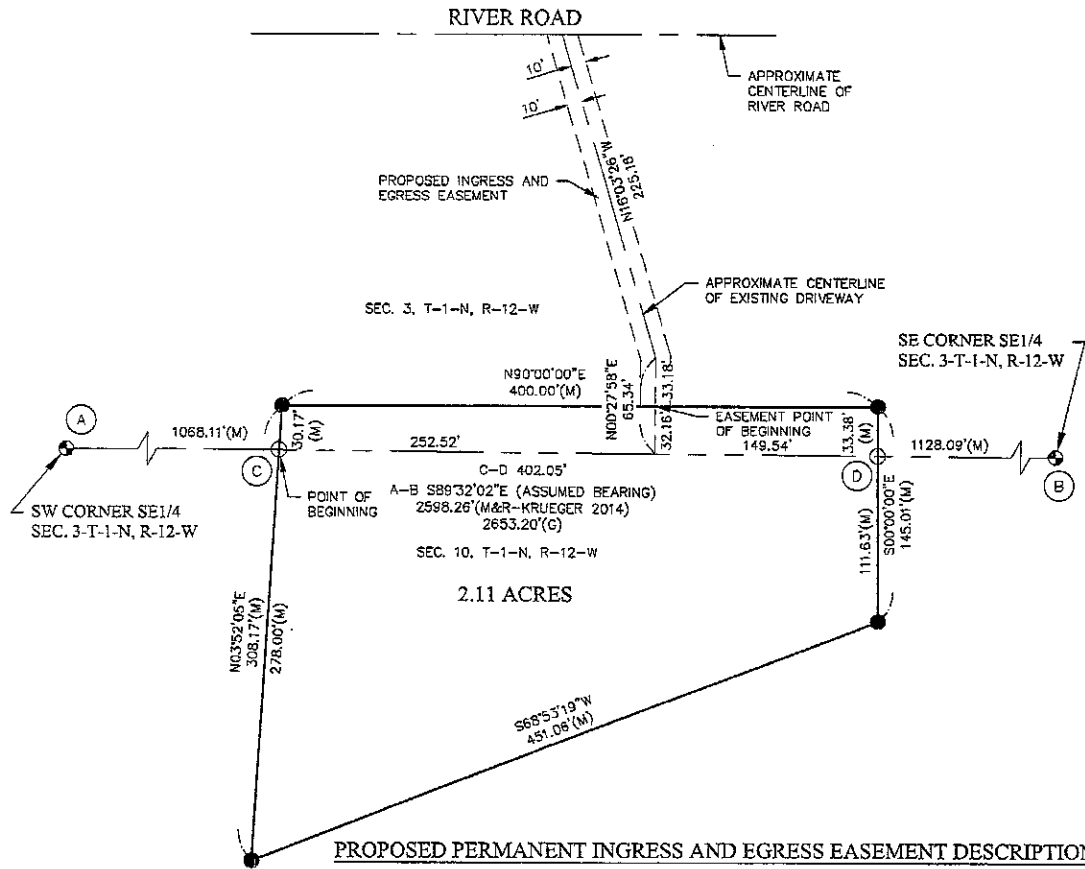 RIVER ROAD
10'
10'
APPROXIMATE
CENTERLINE OF
RIVER ROAD
N16°03'26"W
225.18'
PROPOSED INGRESS AND
EGRESS EASEMENT
APPROXIMATE CENTERLINE
OF EXISTING DRIVEWAY
SEC. 3, T-1-N, R-12-W
SE CORNER SE1/4
SEC. 3-T-1-N, R-12-W
N90°00'00"E
400.00'(M)
N00°27'58"E
65.34'
33.18'
32.16'
EASEMENT POINT
OF BEGINNING
A
1068.11'(M)
30.17'
(M)
252.52'
149.54'
33.38'
(M)
1128.09'(M)
C
D
B
C-D 402.05'
POINT OF
BEGINNING
A-B S89°32'02"E (ASSUMED BEARING)
2598.26'(M&R-KRUEGER 2014)
2653.20'(G)
SW CORNER SE1/4
SEC. 3-T-1-N, R-12-W
SEC. 10, T-1-N, R-12-W
111.63'(M)
S00°00'00"E
145.01'(M)
2.11 ACRES
N03°52'05"E
308.17'(M)
278.00'(M)
S68°53'19"W
451.06'(M)
PROPOSED PERMANENT INGRESS AND EGRESS EASEMENT DESCRIPTION